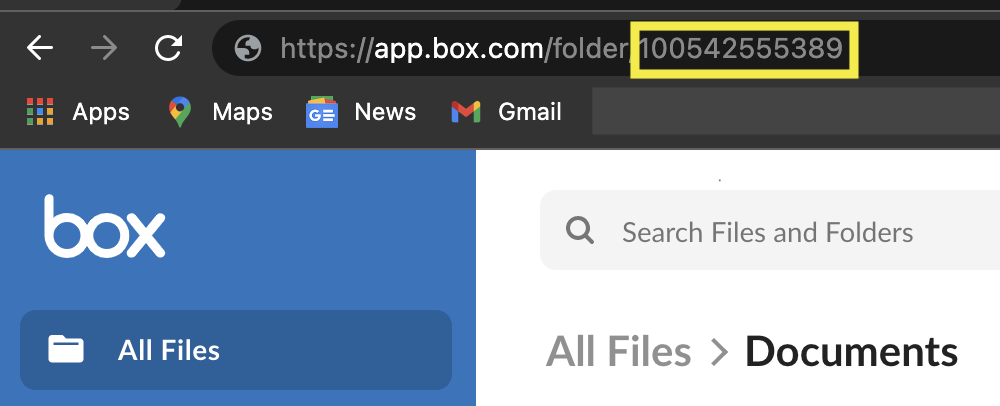 https://app.box.com/folder/100542555389
Apps Maps News Gmail
box
Search Files and Folders
All Files
All Files > Documents